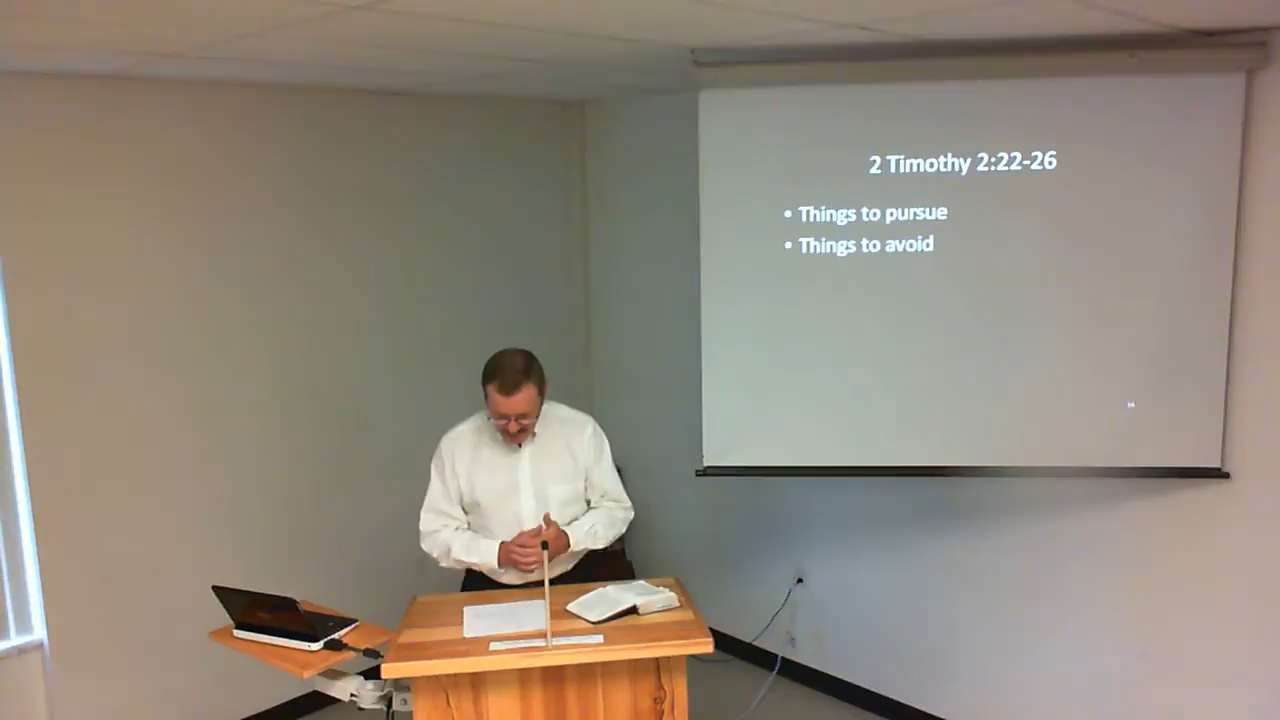 2 Timothy 2:22-26
• Things to pursue
• Things to avoid